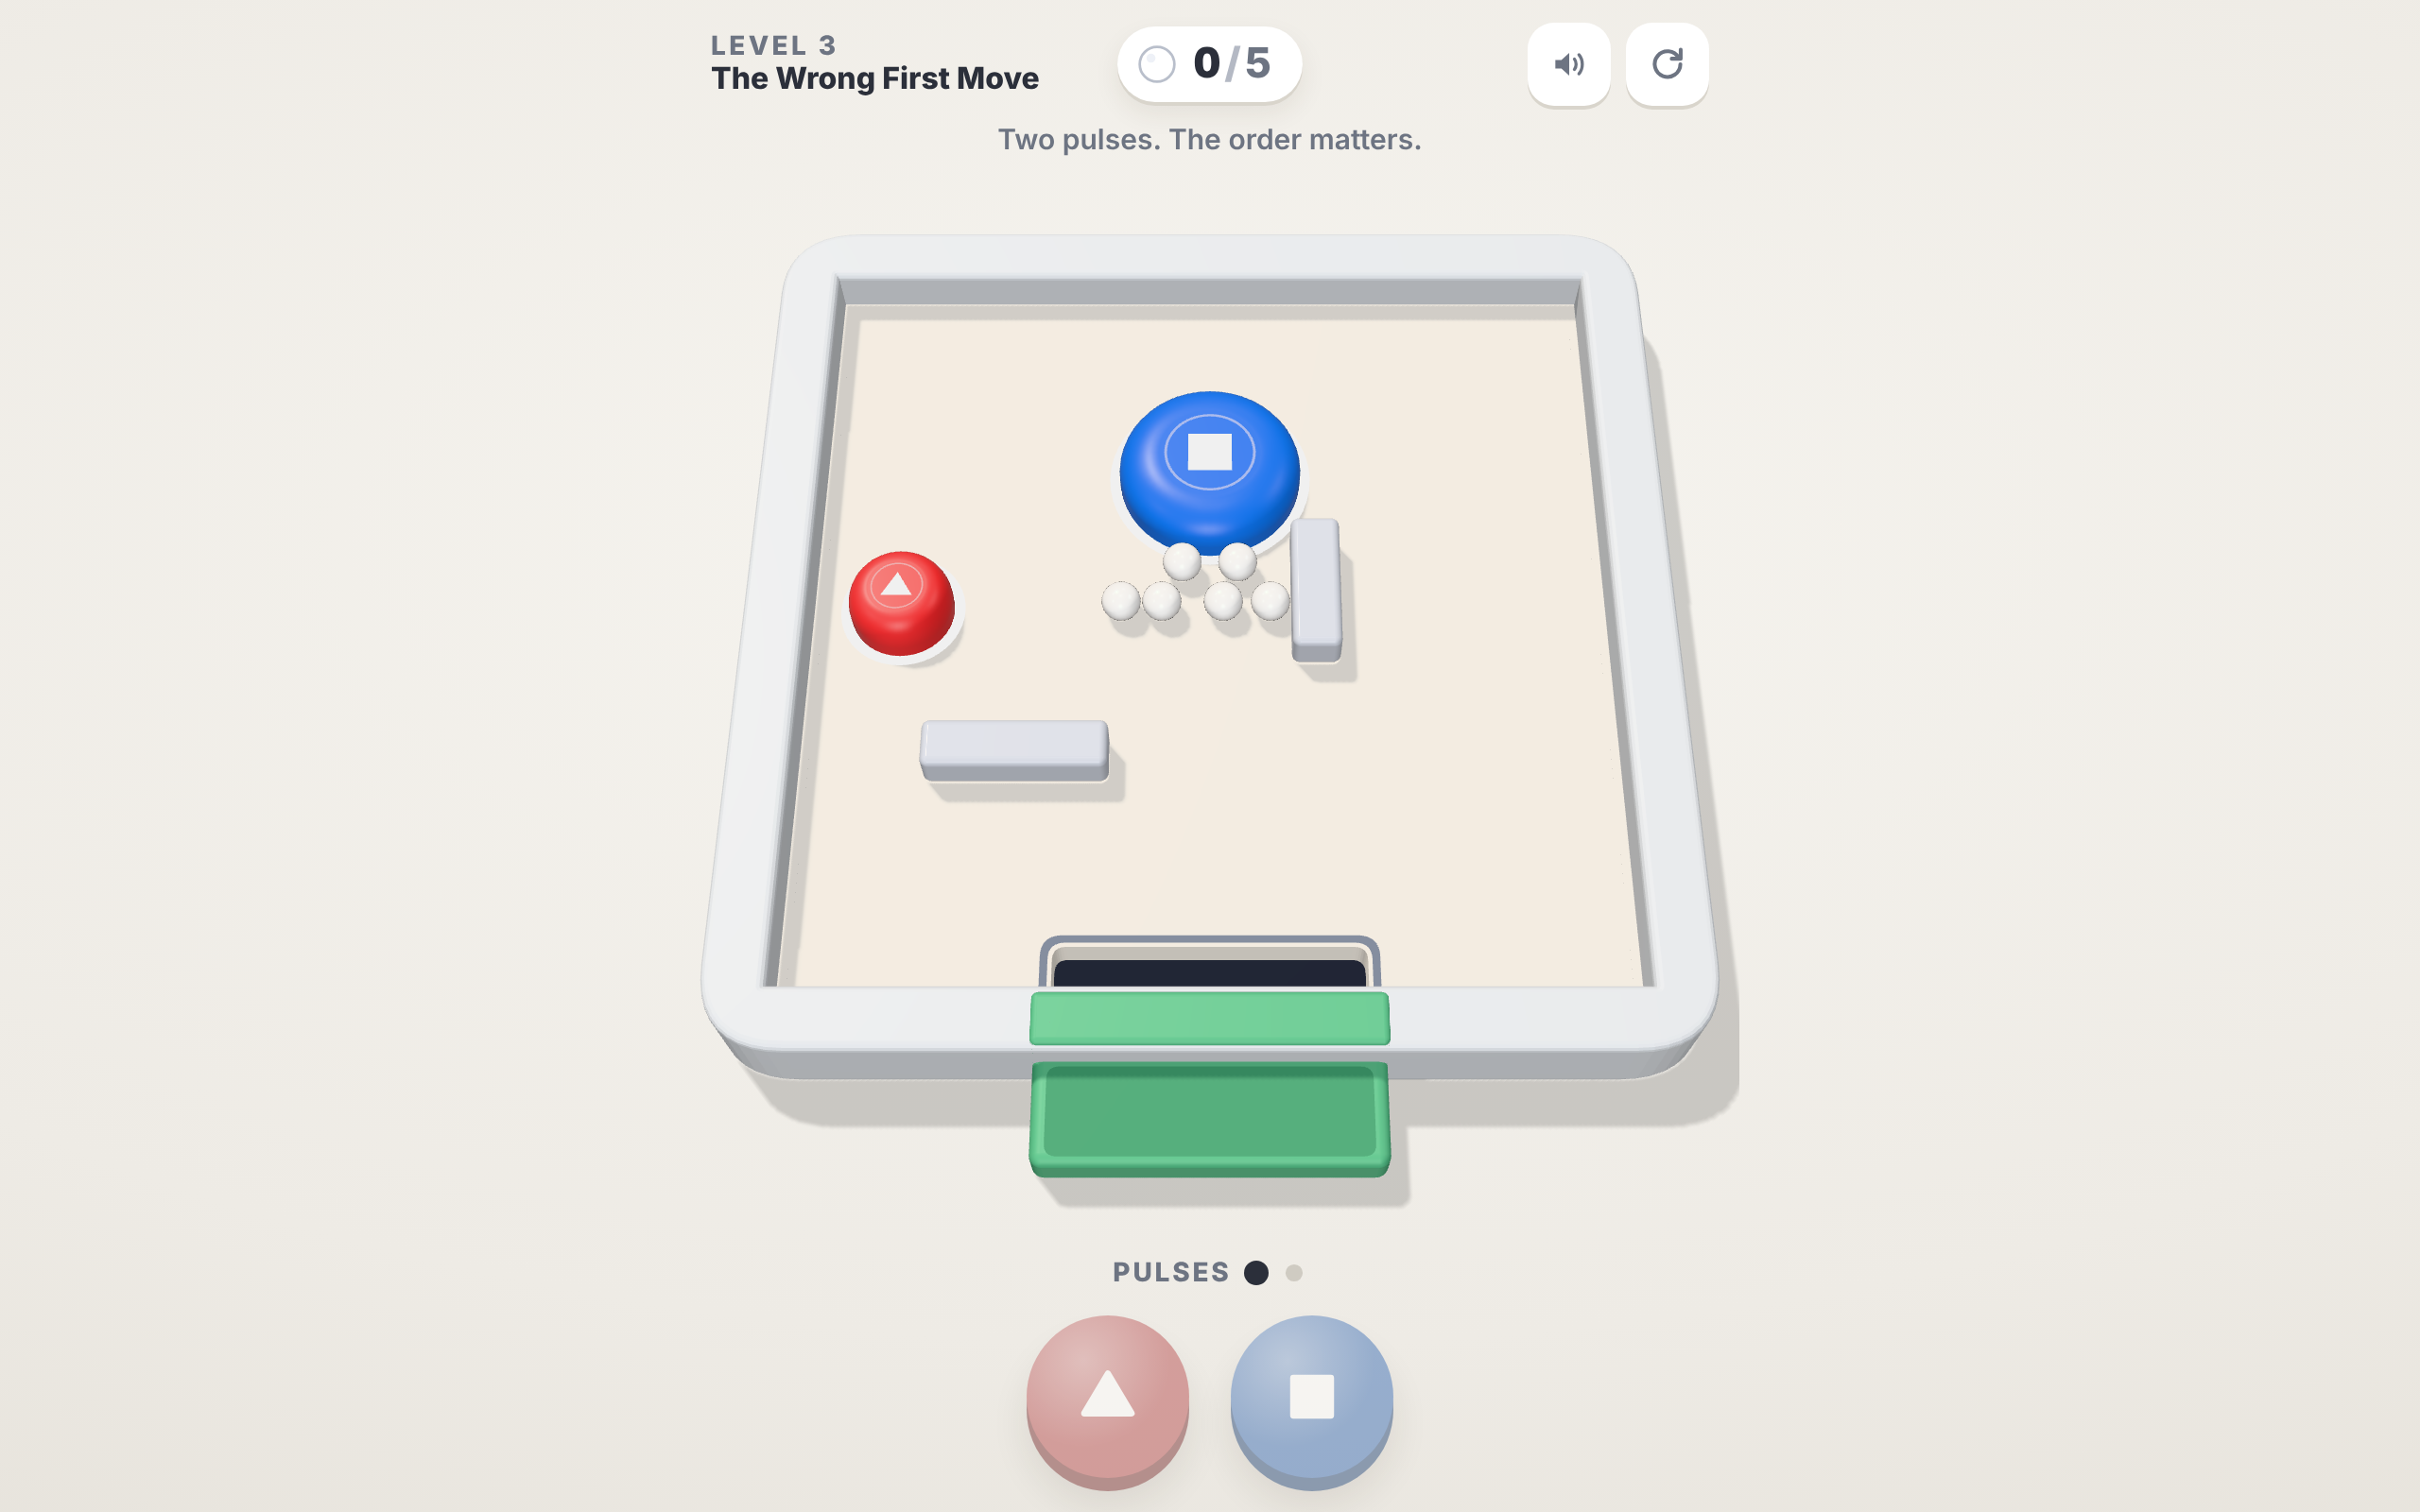 LEVEL 3
The Wrong First Move
0/5
Two pulses. The order matters.
PULSES